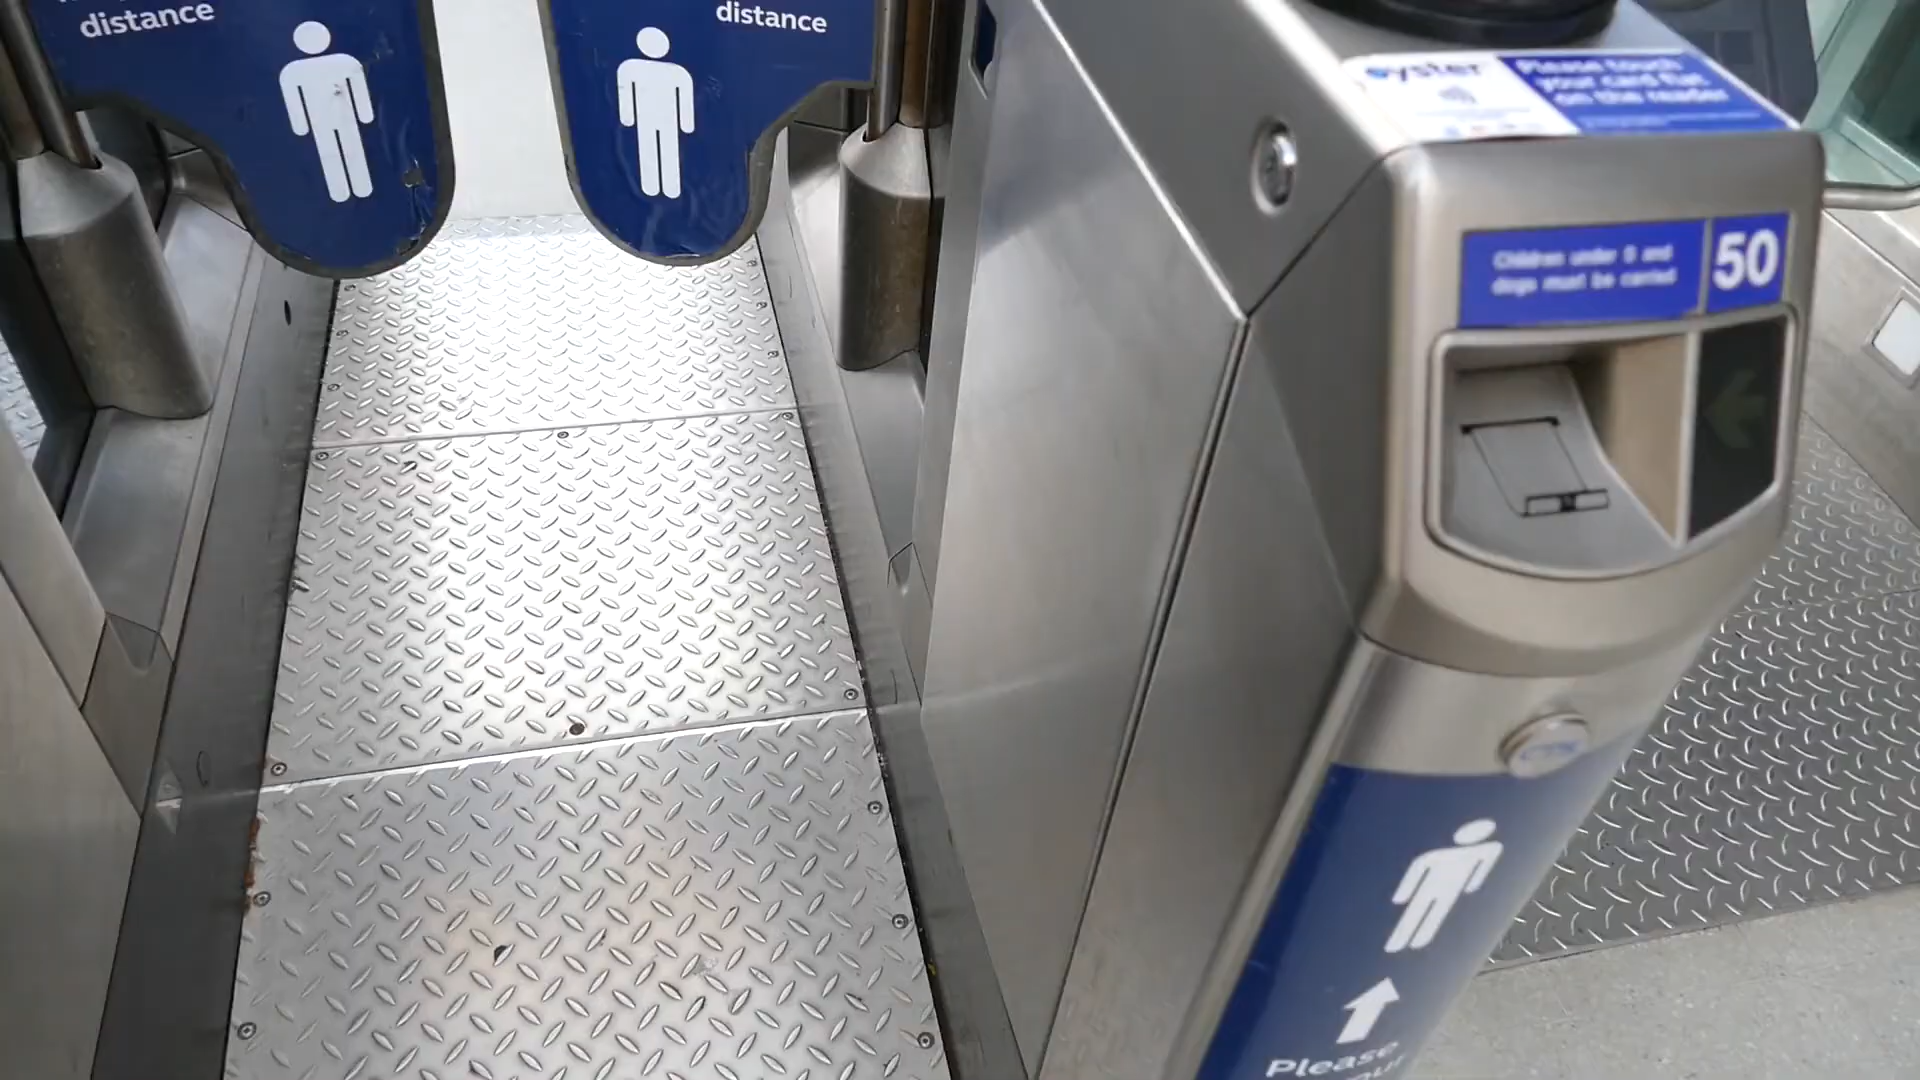 distance
distance
oyster
Please touch
your card flat
on the reader
Children under 5 and
dogs must be carried
50
Please